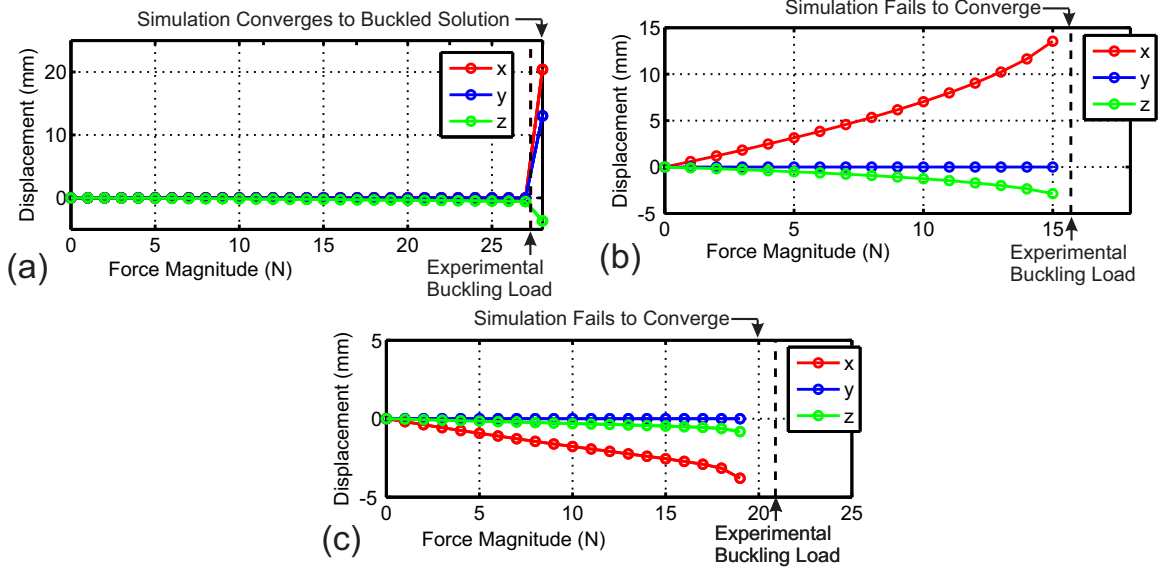 Simulation Converges to Buckled Solution
Displacement (mm)
20
10
0
x
y
z
0 5 10 15 20 25
Force Magnitude (N)
Experimental
Buckling Load
(a)
Simulation Fails to Converge
Displacement (mm)
15
10
5
0
-5
x
y
z
0 5 10 15
Force Magnitude (N)
Experimental
Buckling Load
(b)
Simulation Fails to Converge
Displacement (mm)
5
0
-5
x
y
z
0 5 10 15 20 25
Force Magnitude (N)
Experimental
Buckling Load
(c)